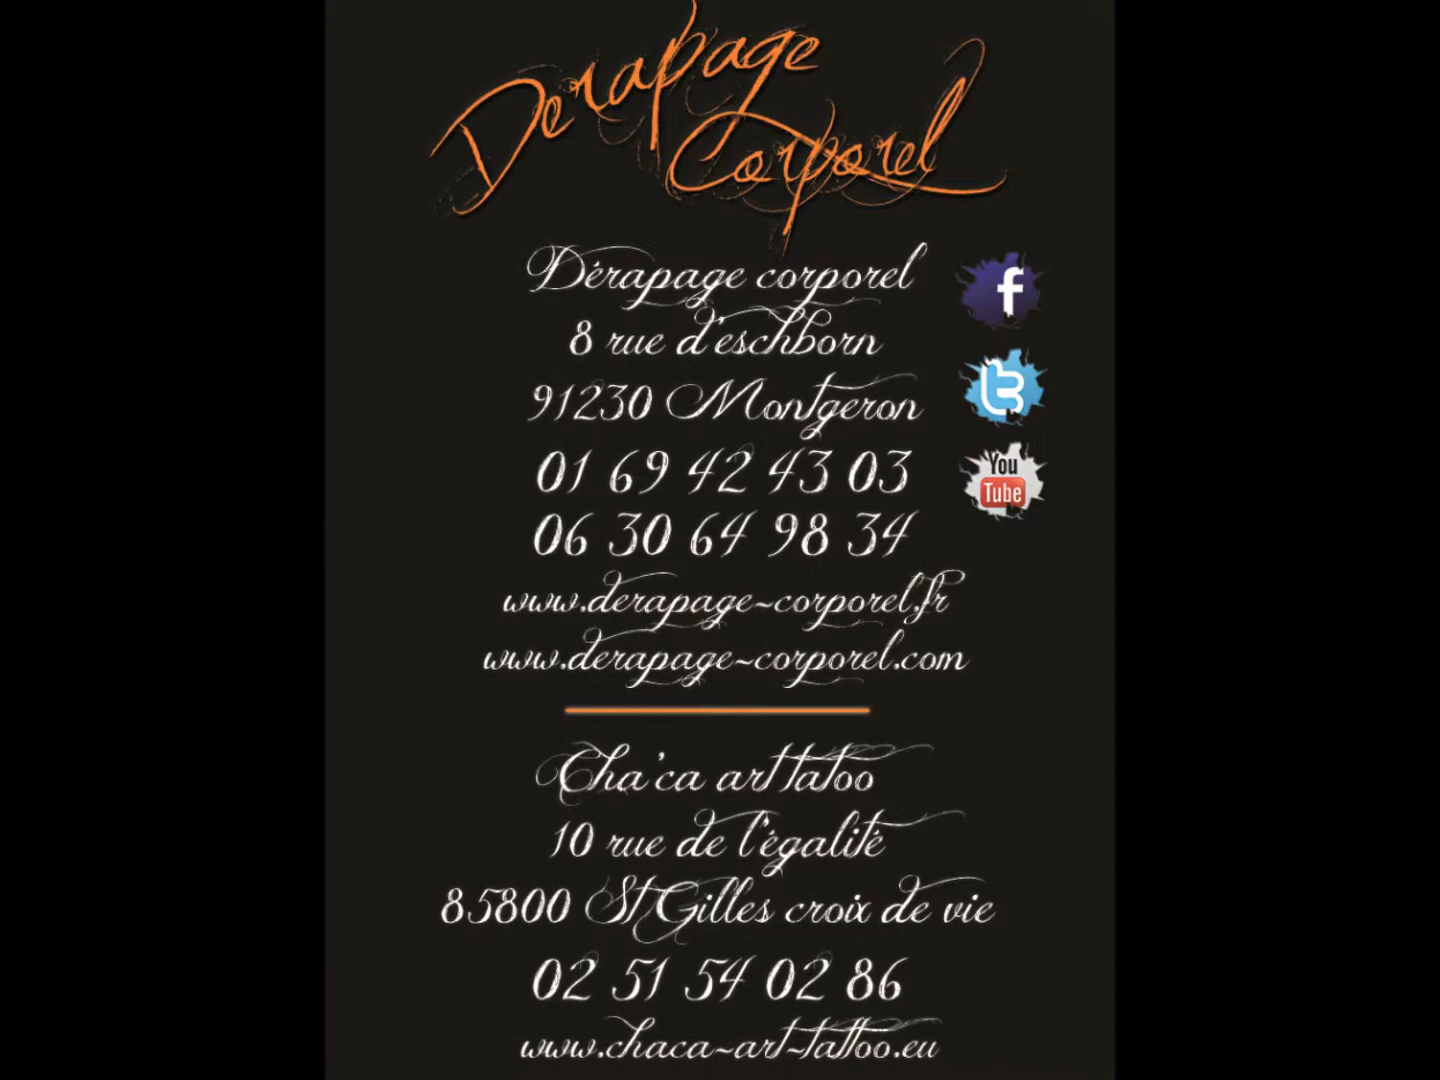 Derapage
Corporel
Dérapage corporel
8 rue d'eschborn
91230 Montgeron
01 69 42 43 03
06 30 64 98 34
www.derapage-corporel.fr
www.derapage-corporel.com
f
t
You
Tube
Cha'ca art tatoo
10 rue de l'égalité
85800 St Gilles croix de vie
02 51 54 02 86
www.chaca-art-tattoo.eu